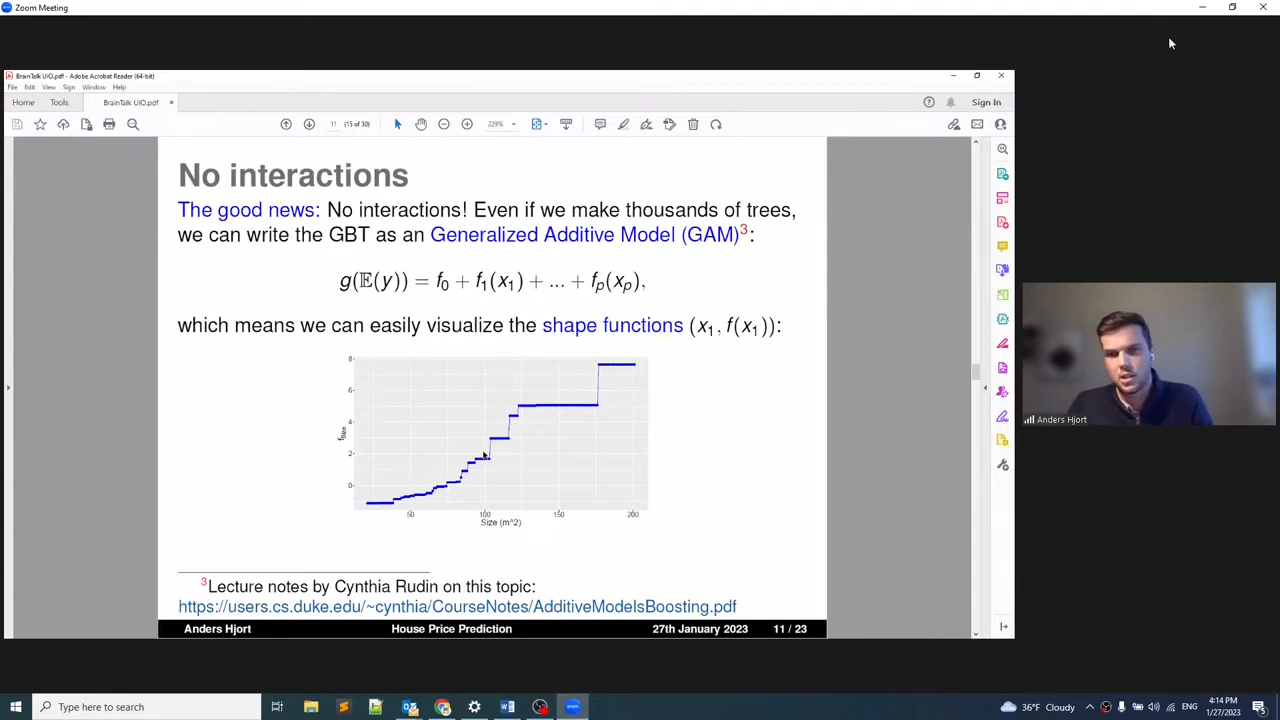 Zoom Meeting
BrainTalk UiO.pdf - Adobe Acrobat Reader (64-bit)
File Edit View Sign Window Help
Home Tools BrainTalk UiO.pdf × Sign In
11 (15 of 30) 229%
No interactions
The good news: No interactions! Even if we make thousands of trees,
we can write the GBT as an Generalized Additive Model (GAM)³:
g(𝔼(y)) = f₀ + f₁(x₁) + ... + fₚ(xₚ),
which means we can easily visualize the shape functions (x₁, f(x₁)):
8
6
4
2
0
fSize
50 100 150 200
Size (m^2)
³Lecture notes by Cynthia Rudin on this topic:
https://users.cs.duke.edu/~cynthia/CourseNotes/AdditiveModelsBoosting.pdf
Anders Hjort House Price Prediction 27th January 2023 11 / 23
Anders Hjort
Type here to search
36°F Cloudy ENG 4:14 PM
1/27/2023